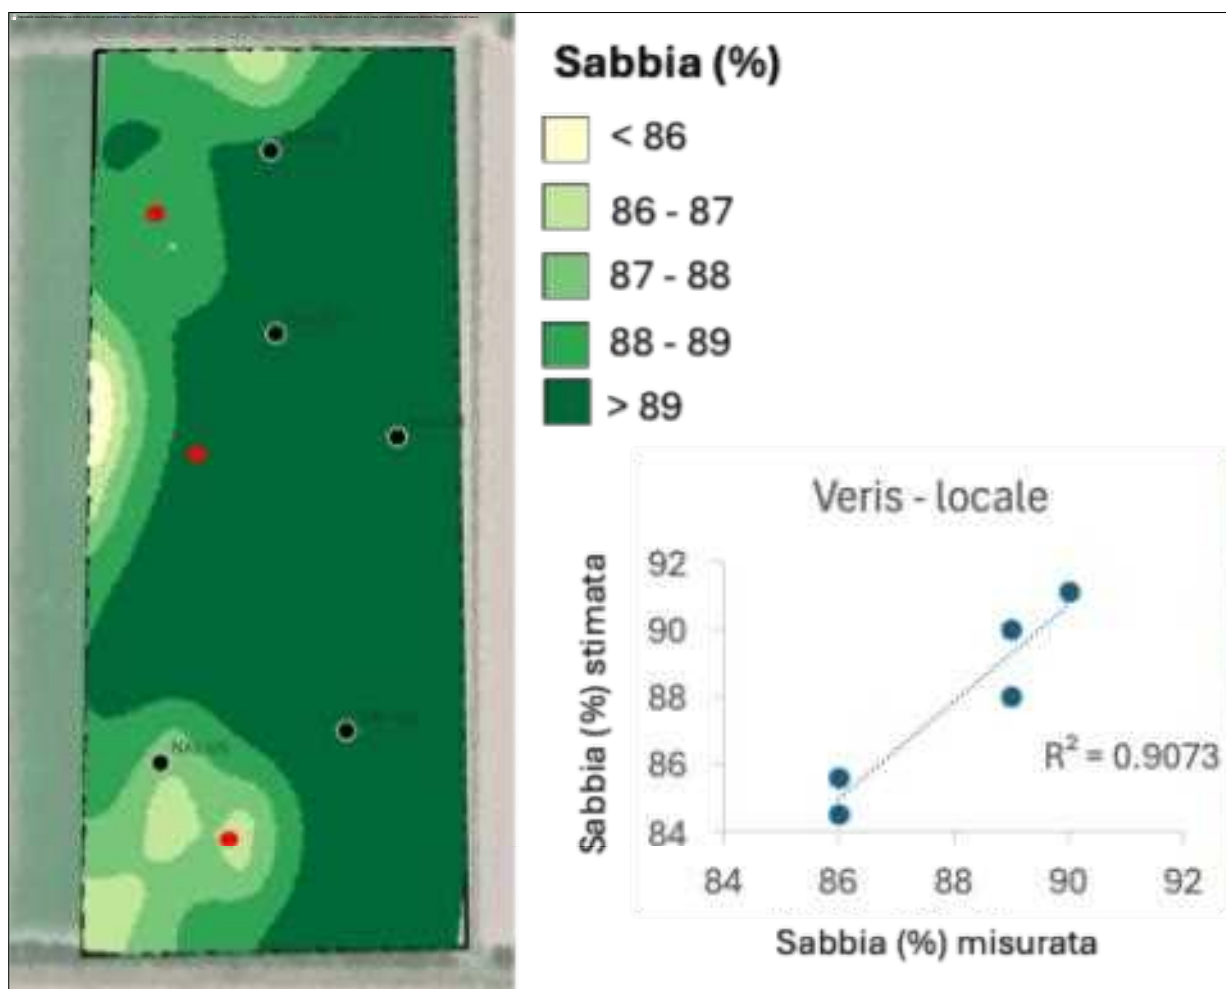 Sabbia (%)
< 86
86 - 87
87 - 88
88 - 89
> 89
Veris - locale
Sabbia (%) stimata
92
90
88
86
84
R² = 0.9073
84 86 88 90 92
Sabbia (%) misurata